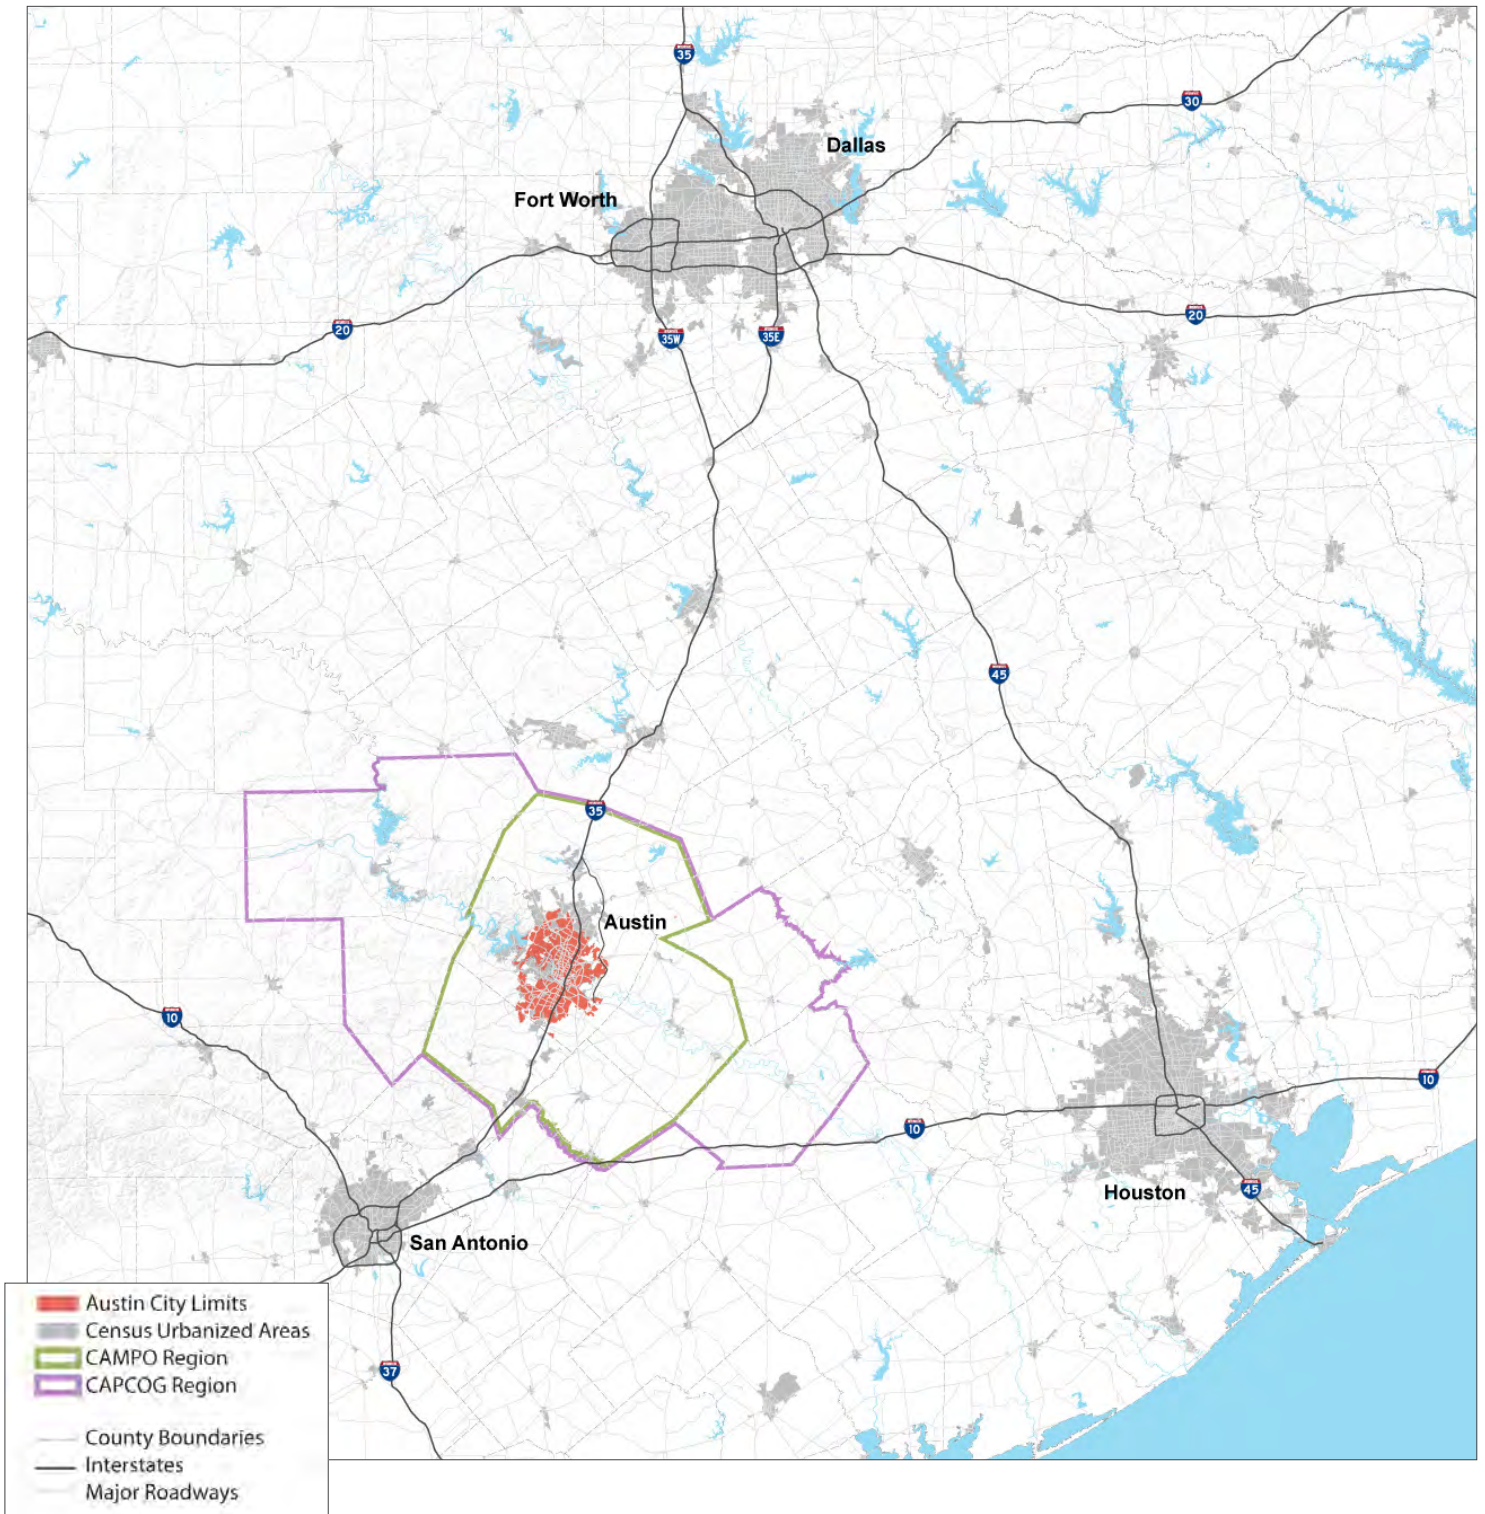 35
30
Dallas
Fort Worth
20
20
35W
35E
45
35
Austin
10
10
10
Houston
45
San Antonio
37
Austin City Limits
Census Urbanized Areas
CAMPO Region
CAPCOG Region
County Boundaries
Interstates
Major Roadways